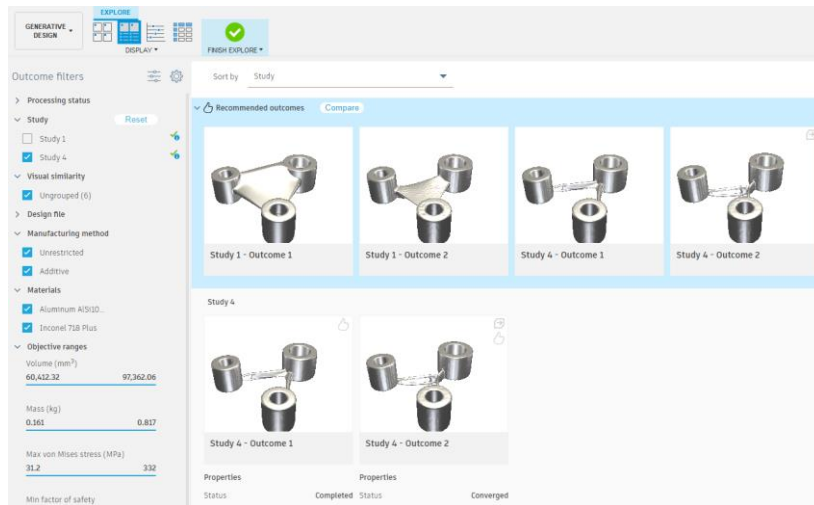 EXPLORE
GENERATIVE DESIGN
DISPLAY
FINISH EXPLORE
Outcome filters
Sort by Study
Processing status
Study Reset
Study 1
Study 4
Visual similarity
Ungrouped (6)
Design file
Manufacturing method
Unrestricted
Additive
Materials
Aluminum AlSi10...
Inconel 718 Plus
Objective ranges
Volume (mm³)
60,412.32 97,362.06
Mass (kg)
0.161 0.817
Max von Mises stress (MPa)
31.2 332
Min factor of safety
Recommended outcomes Compare
Study 1 - Outcome 1
Study 1 - Outcome 2
Study 4 - Outcome 1
Study 4 - Outcome 2
Study 4
Study 4 - Outcome 1
Study 4 - Outcome 2
Properties
Properties
Status Completed
Status Converged